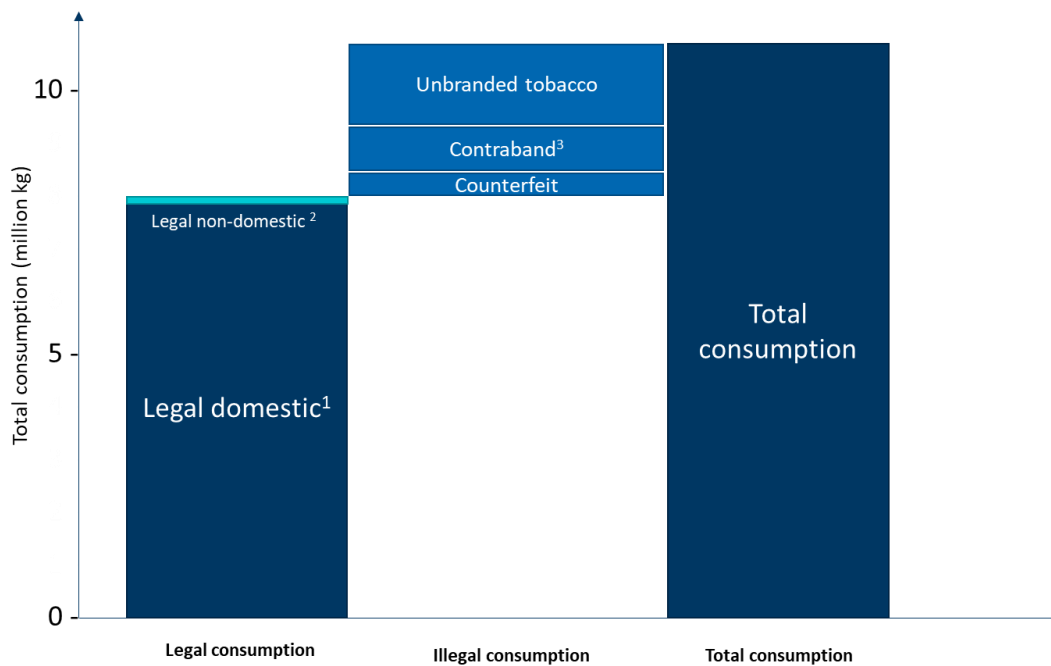 Total consumption (million kg)
10
5
0
Unbranded tobacco
Contraband³
Counterfeit
Legal non-domestic ²
Legal domestic¹
Total
consumption
Legal consumption
Illegal consumption
Total consumption